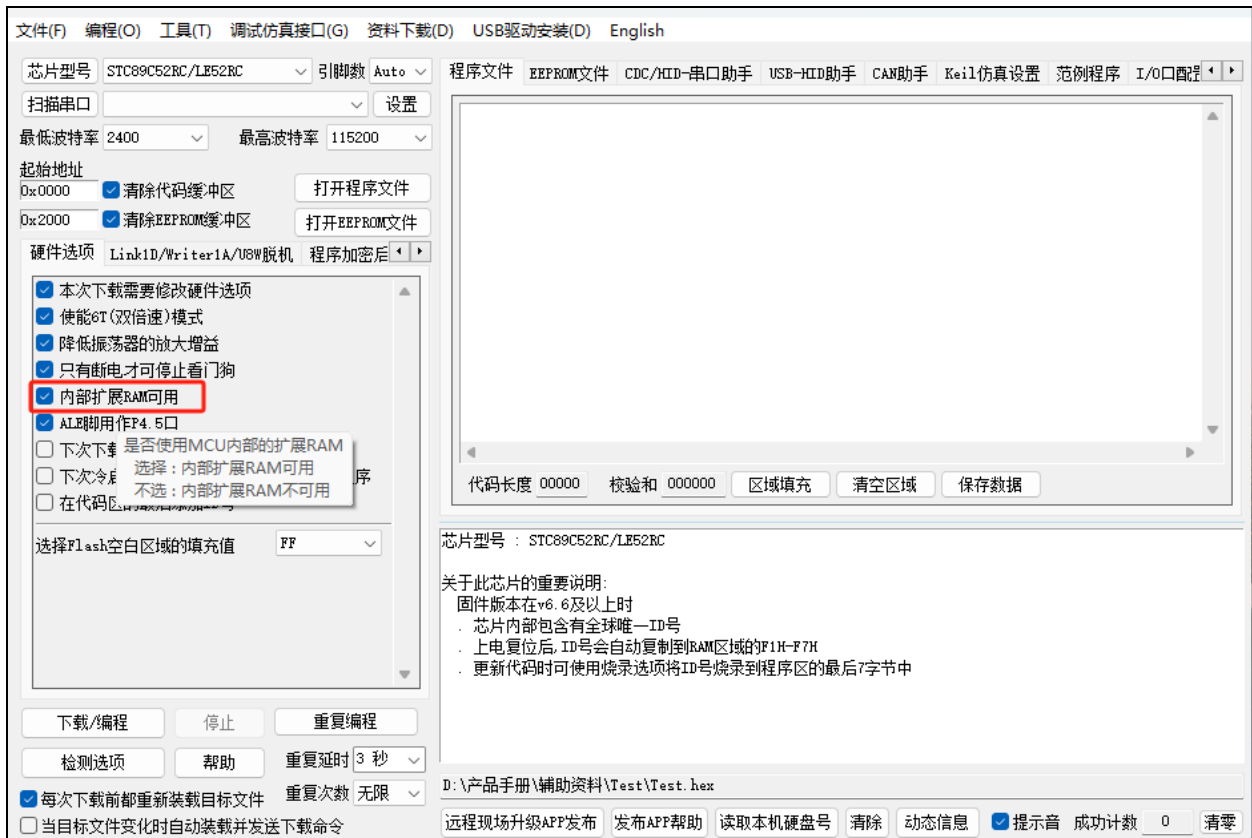 文件(F) 编程(O) 工具(T) 调试仿真接口(G) 资料下载(D) USB驱动安装(D) English
芯片型号 STC89C52RC/LE52RC 引脚数 Auto
扫描串口 设置
最低波特率 2400 最高波特率 115200
起始地址
0x0000 清除代码缓冲区 打开程序文件
0x2000 清除EEPROM缓冲区 打开EEPROM文件
硬件选项 Link1D/Writer1A/U8W脱机 程序加密后
本次下载需要修改硬件选项
使能6T(双倍速)模式
降低振荡器的放大增益
只有断电才可停止看门狗
内部扩展RAM可用
ALE脚用作P4.5口
下次下载
下次冷启 序
在代码区的最后添加ID号
是否使用MCU内部的扩展RAM
选择：内部扩展RAM可用
不选：内部扩展RAM不可用
选择Flash空白区域的填充值 FF
下载/编程 停止 重复编程
检测选项 帮助 重复延时 3 秒
每次下载前都重新装载目标文件 重复次数 无限
当目标文件变化时自动装载并发送下载命令
程序文件 EEPROM文件 CDC/HID-串口助手 USB-HID助手 CAN助手 Keil仿真设置 范例程序 I/O口配置
代码长度 00000 校验和 000000 区域填充 清空区域 保存数据
芯片型号 : STC89C52RC/LE52RC
关于此芯片的重要说明:
固件版本在v6.6及以上时
. 芯片内部包含有全球唯一ID号
. 上电复位后,ID号会自动复制到RAM区域的F1H-F7H
. 更新代码时可使用烧录选项将ID号烧录到程序区的最后7字节中
D:\产品手册\辅助资料\Test\Test.hex
远程现场升级APP发布 发布APP帮助 读取本机硬盘号 清除 动态信息 提示音 成功计数 0 清零